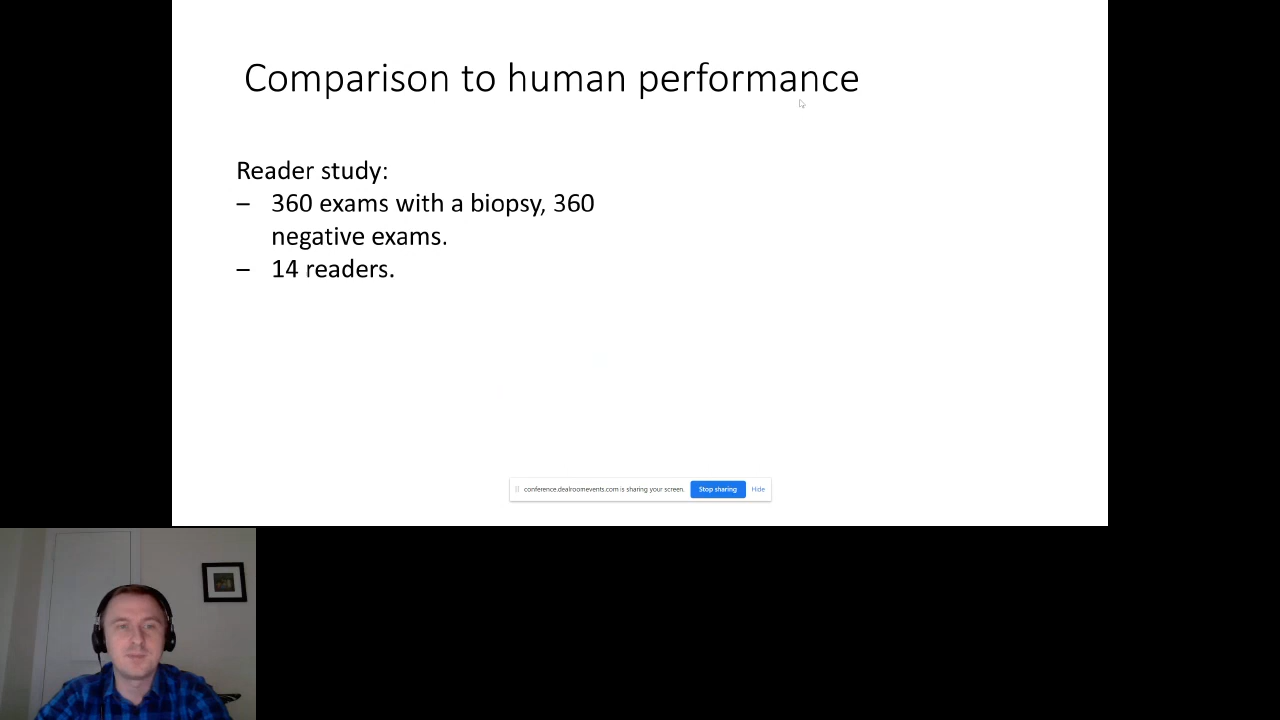 Comparison to human performance
Reader study:
– 360 exams with a biopsy, 360
negative exams.
– 14 readers.
conference.dealroomevents.com is sharing your screen. Stop sharing Hide